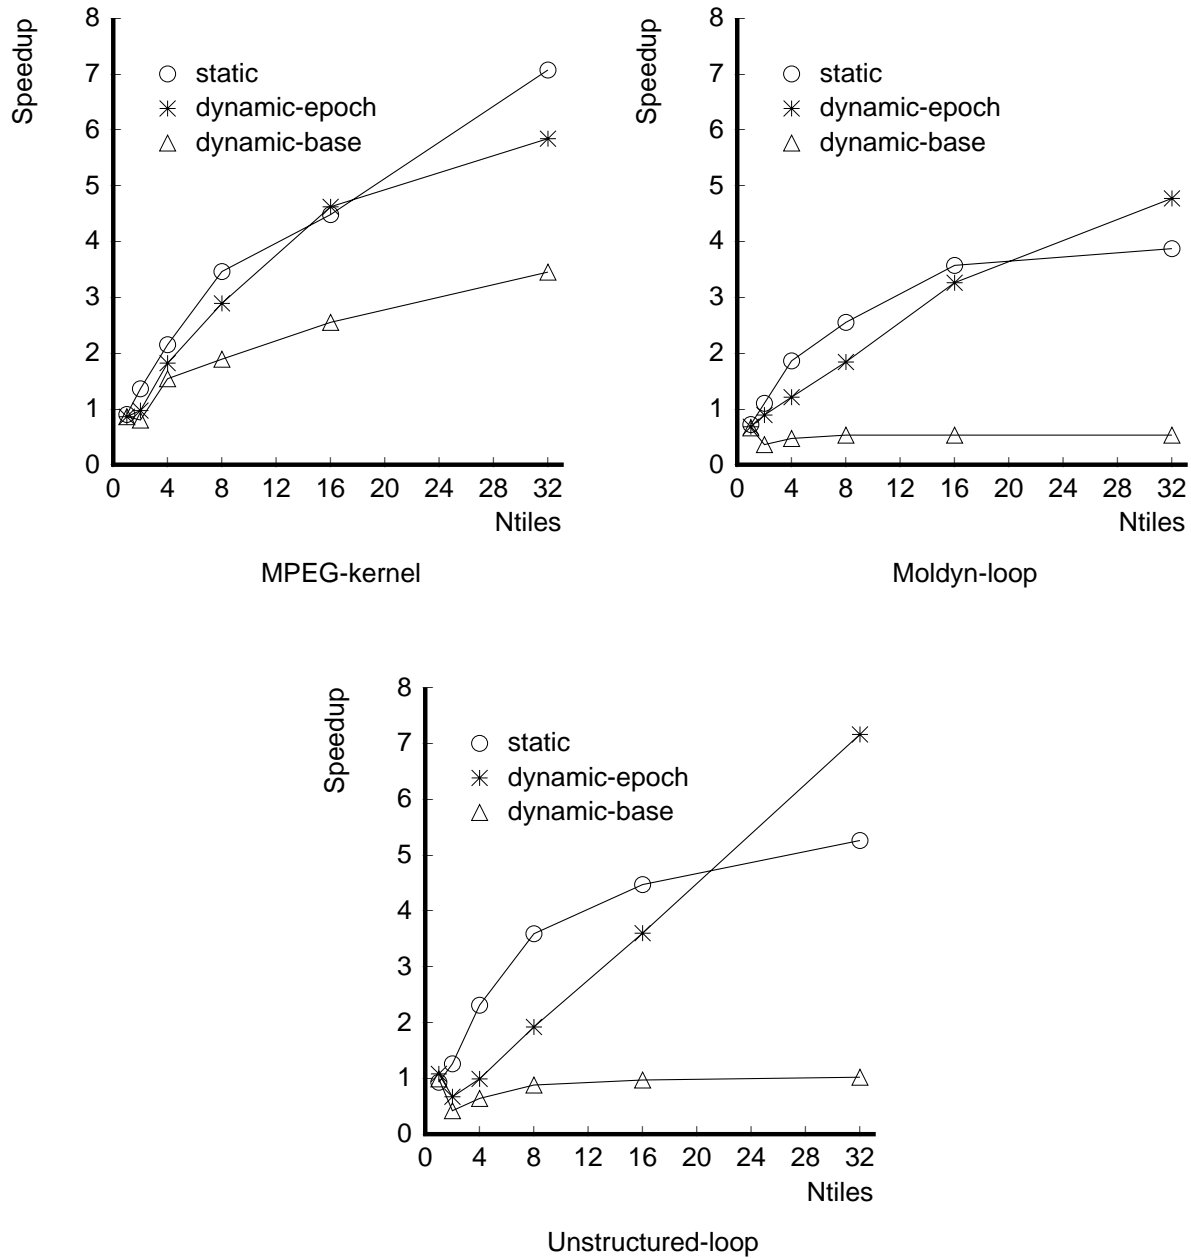 Speedup
8
7
6
5
4
3
2
1
0
static
dynamic-epoch
dynamic-base
0 4 8 12 16 20 24 28 32
Ntiles
MPEG-kernel
Speedup
8
7
6
5
4
3
2
1
0
static
dynamic-epoch
dynamic-base
0 4 8 12 16 20 24 28 32
Ntiles
Moldyn-loop
Speedup
8
7
6
5
4
3
2
1
0
static
dynamic-epoch
dynamic-base
0 4 8 12 16 20 24 28 32
Ntiles
Unstructured-loop